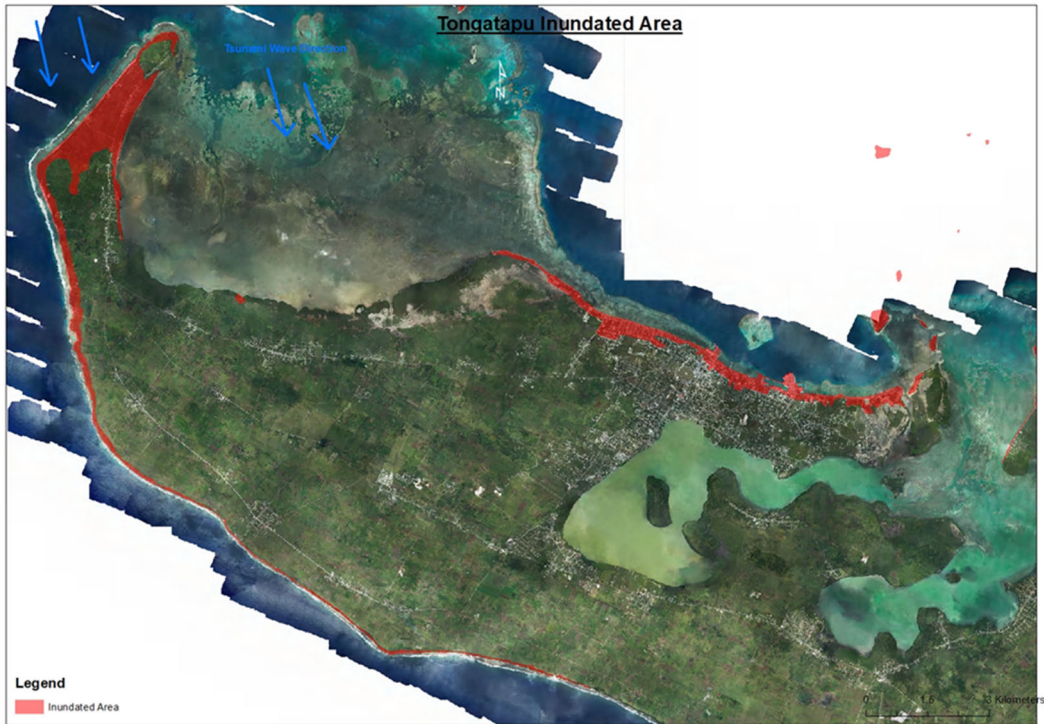 Tongatapu Inundated Area
Tsunami Wave Direction
N
Legend
Inundated Area
0 1.5 3 Kilometers